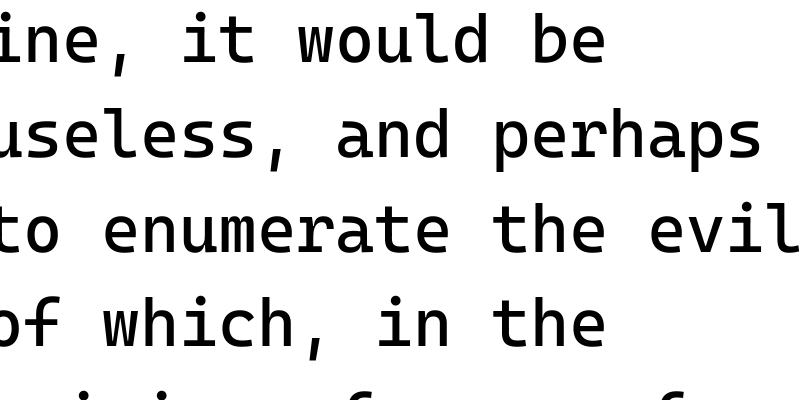 ine, it would be
useless, and perhaps
to enumerate the evil
of which, in the